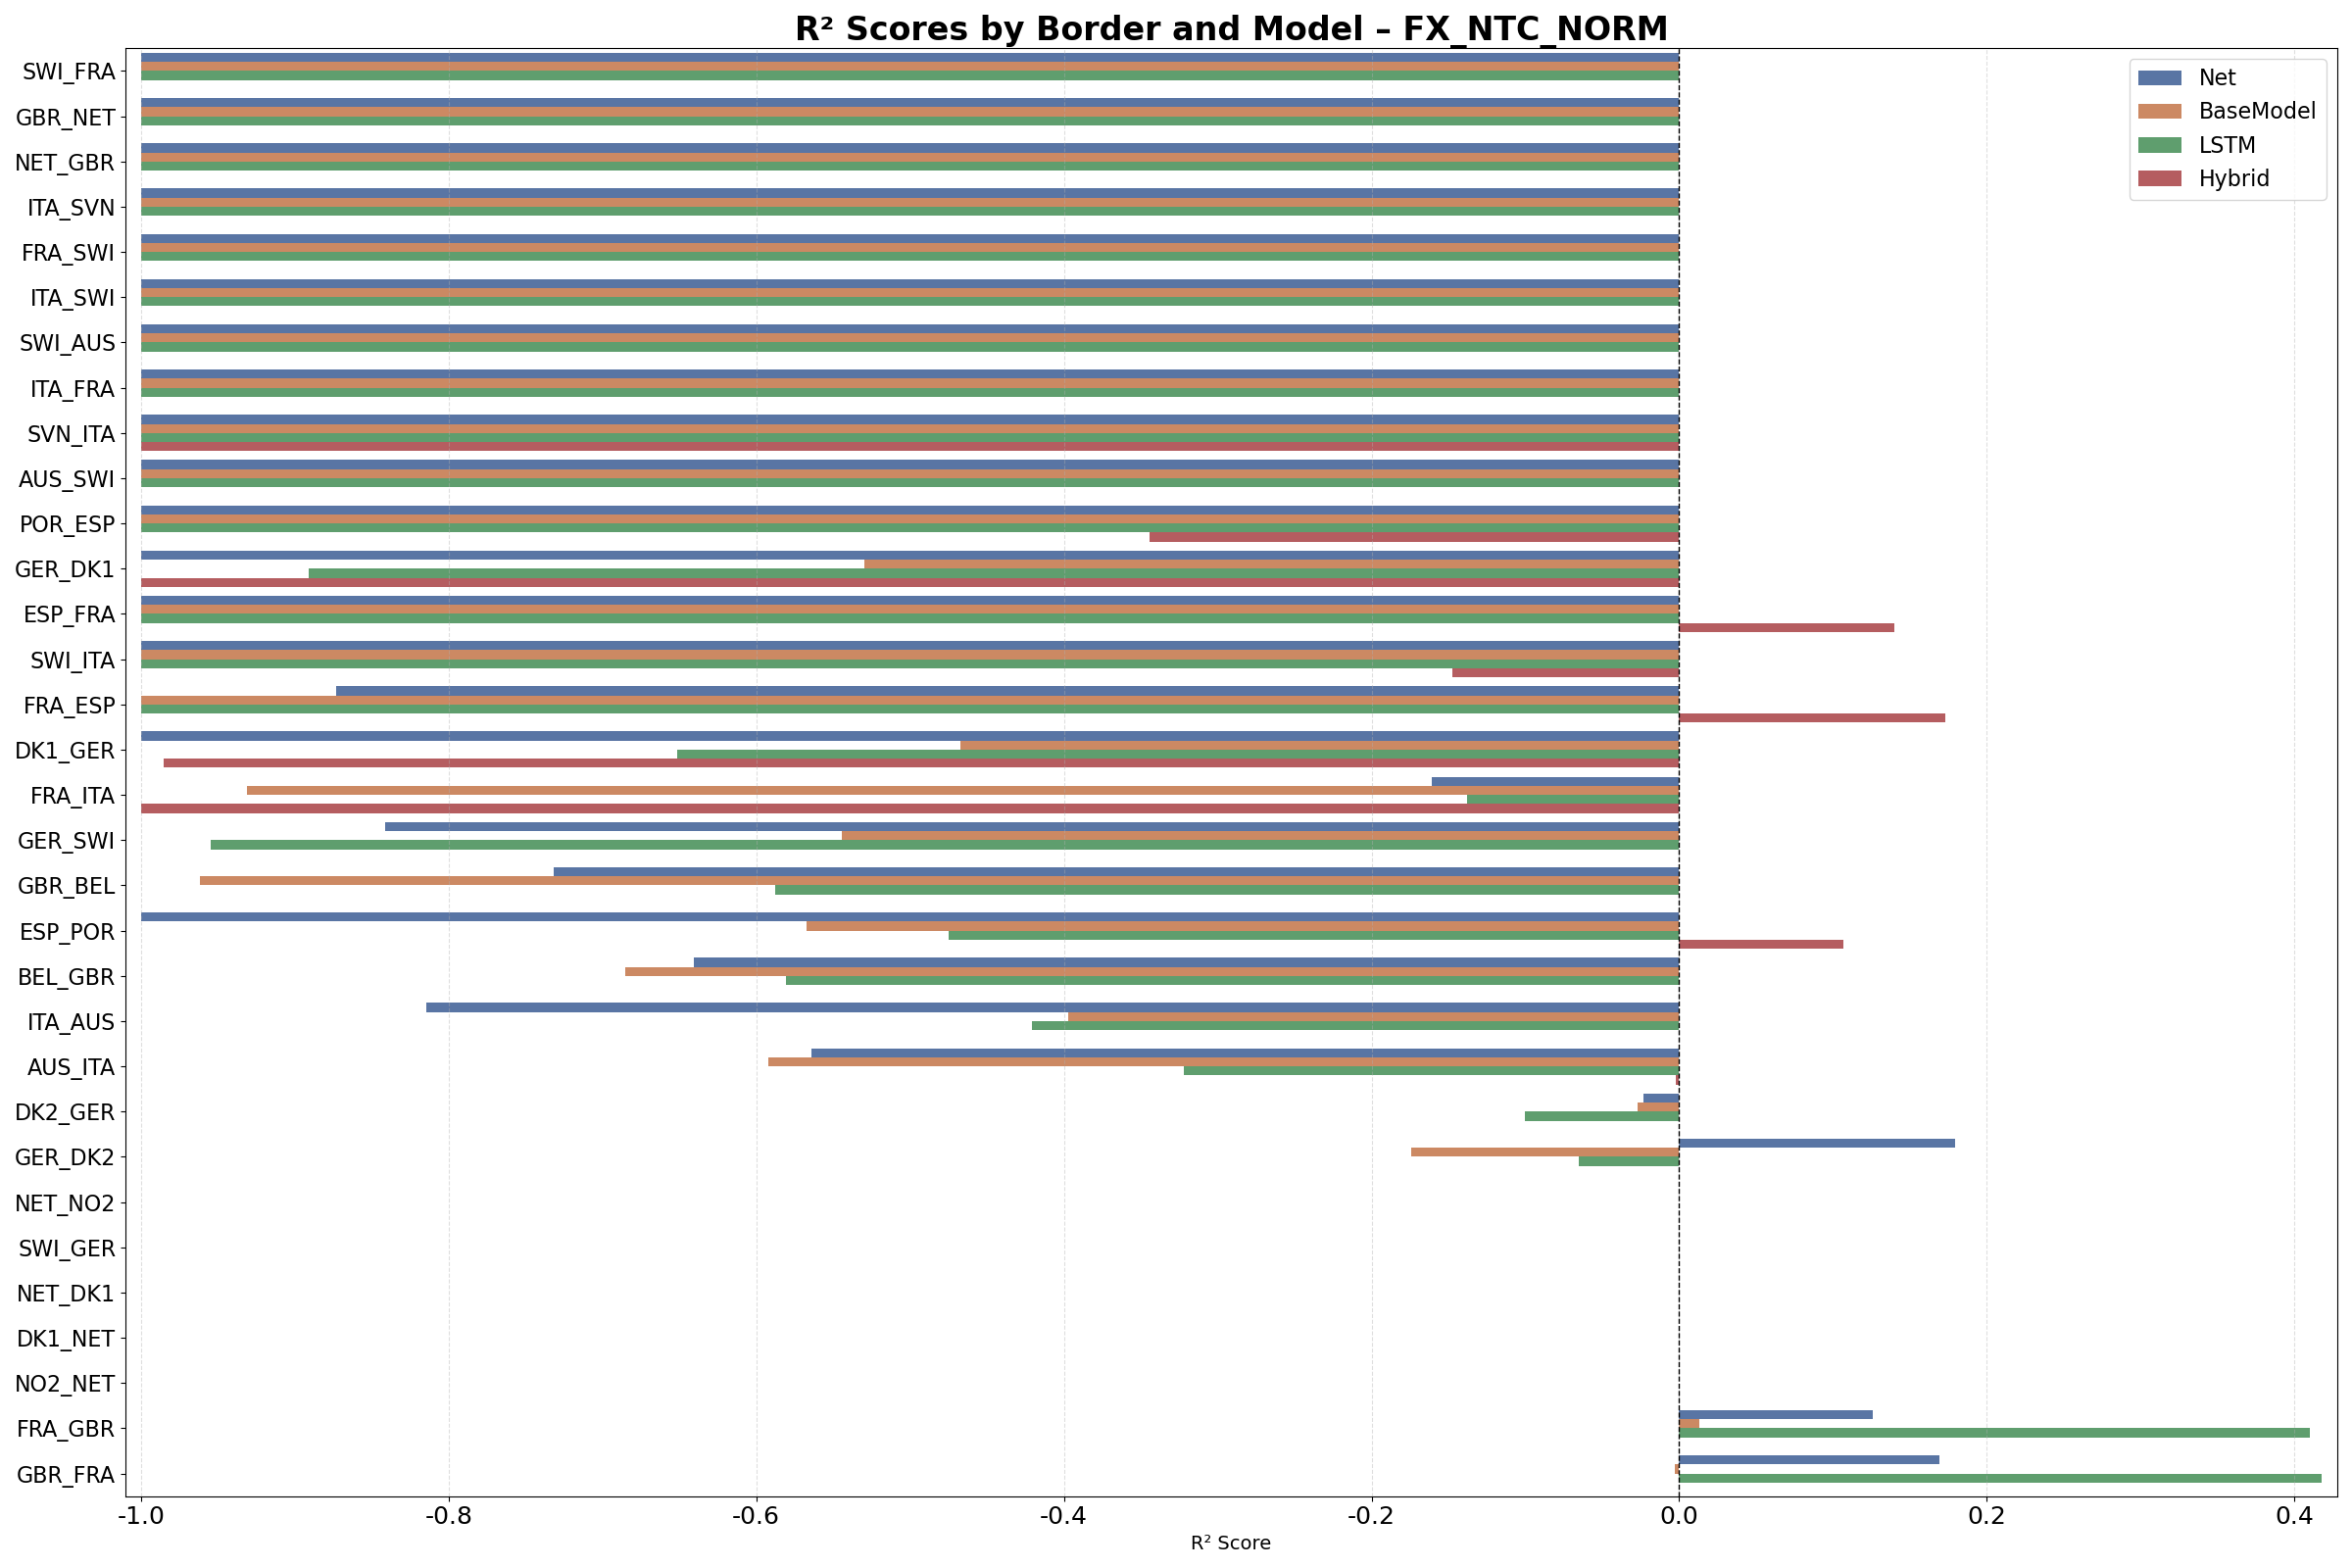 R² Scores by Border and Model – FX_NTC_NORM
Net
BaseModel
LSTM
Hybrid
SWI_FRA
GBR_NET
NET_GBR
ITA_SVN
FRA_SWI
ITA_SWI
SWI_AUS
ITA_FRA
SVN_ITA
AUS_SWI
POR_ESP
GER_DK1
ESP_FRA
SWI_ITA
FRA_ESP
DK1_GER
FRA_ITA
GER_SWI
GBR_BEL
ESP_POR
BEL_GBR
ITA_AUS
AUS_ITA
DK2_GER
GER_DK2
NET_NO2
SWI_GER
NET_DK1
DK1_NET
NO2_NET
FRA_GBR
GBR_FRA
-1.0 -0.8 -0.6 -0.4 -0.2 0.0 0.2 0.4
R² Score